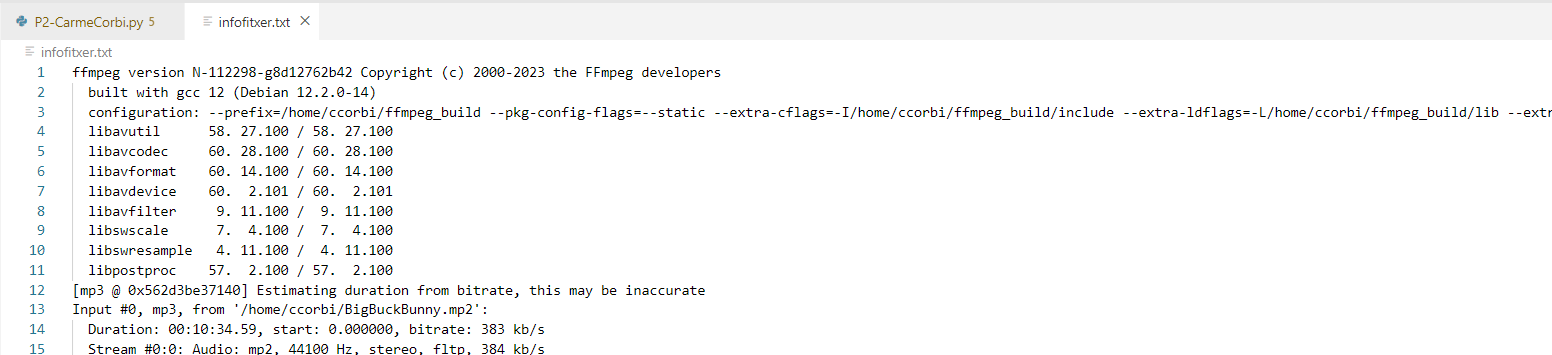 P2-CarmeCorbi.py 5 infofitxer.txt
infofitxer.txt
1 ffmpeg version N-112298-g8d12762b42 Copyright (c) 2000-2023 the FFmpeg developers
2 built with gcc 12 (Debian 12.2.0-14)
3 configuration: --prefix=/home/ccorbi/ffmpeg_build --pkg-config-flags=--static --extra-cflags=-I/home/ccorbi/ffmpeg_build/include --extra-ldflags=-L/home/ccorbi/ffmpeg_build/lib --extr
4 libavutil 58. 27.100 / 58. 27.100
5 libavcodec 60. 28.100 / 60. 28.100
6 libavformat 60. 14.100 / 60. 14.100
7 libavdevice 60. 2.101 / 60. 2.101
8 libavfilter 9. 11.100 / 9. 11.100
9 libswscale 7. 4.100 / 7. 4.100
10 libswresample 4. 11.100 / 4. 11.100
11 libpostproc 57. 2.100 / 57. 2.100
12 [mp3 @ 0x562d3be37140] Estimating duration from bitrate, this may be inaccurate
13 Input #0, mp3, from '/home/ccorbi/BigBuckBunny.mp2':
14 Duration: 00:10:34.59, start: 0.000000, bitrate: 383 kb/s
15 Stream #0:0: Audio: mp2, 44100 Hz, stereo, fltp, 384 kb/s